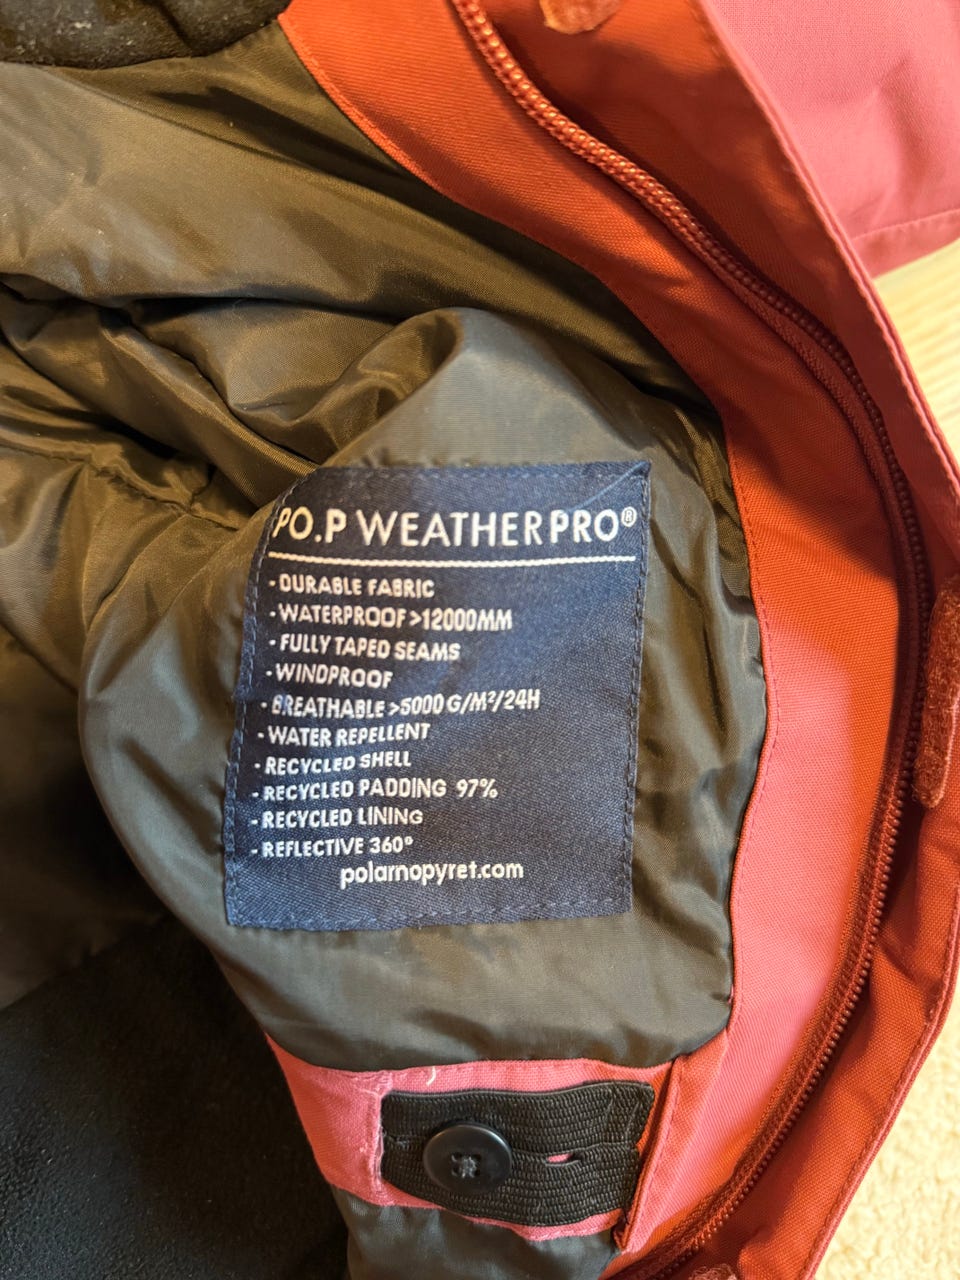 PO.P WEATHERPRO®
- DURABLE FABRIC
- WATERPROOF >12000MM
- FULLY TAPED SEAMS
- WINDPROOF
- BREATHABLE >5000 G/M²/24H
- WATER REPELLENT
- RECYCLED SHELL
- RECYCLED PADDING 97%
- RECYCLED LINING
- REFLECTIVE 360°
polarnopyret.com